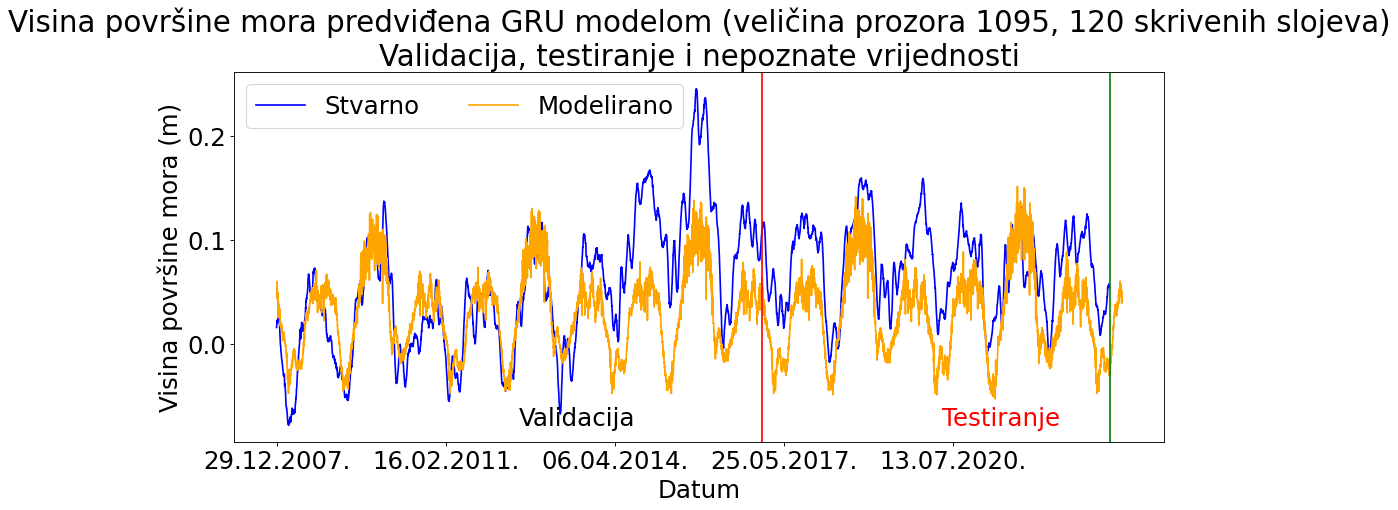 Visina površine mora predviđena GRU modelom (veličina prozora 1095, 120 skrivenih slojeva)
Validacija, testiranje i nepoznate vrijednosti
Stvarno Modelirano
Visina površine mora (m)
0.2
0.1
0.0
Validacija Testiranje
29.12.2007. 16.02.2011. 06.04.2014. 25.05.2017. 13.07.2020.
Datum